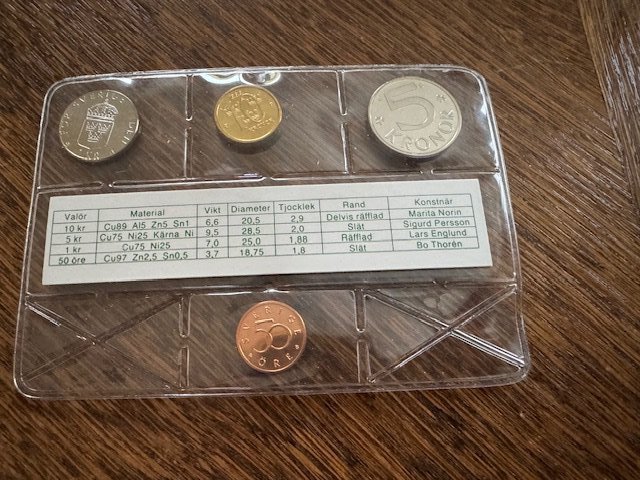 SVERIGE
5
KRONOR
Valör Material Vikt Diameter Tjocklek Rand Konstnär
10 kr Cu89 Al5 Zn5 Sn1 6,6 20,5 2,9 Delvis räfflad Marita Norin
5 kr Cu75 Ni25 Kärna Ni 9,5 28,5 2,0 Slät Sigurd Persson
1 kr Cu75 Ni25 7,0 25,0 1,88 Räfflad Lars Englund
50 öre Cu97 Zn2,5 Sn0,5 3,7 18,75 1,8 Slät Bo Thorén
SVERIGE
50
ÖRE